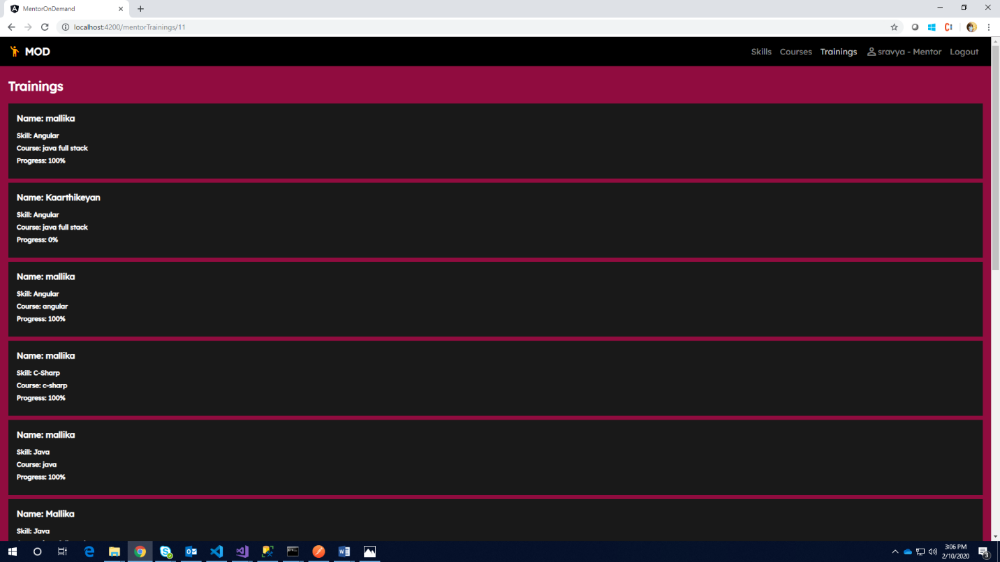 MentorOnDemand
localhost:4200/mentorTrainings/11
MOD
Skills Courses Trainings sravya - Mentor Logout
Trainings
Name: mallika
Skill: Angular
Course: java full stack
Progress: 100%
Name: Kaarthikeyan
Skill: Angular
Course: java full stack
Progress: 0%
Name: mallika
Skill: Angular
Course: angular
Progress: 100%
Name: mallika
Skill: C-Sharp
Course: c-sharp
Progress: 100%
Name: mallika
Skill: Java
Course: java
Progress: 100%
Name: Mallika
Skill: Java
3:06 PM
2/10/2020
3